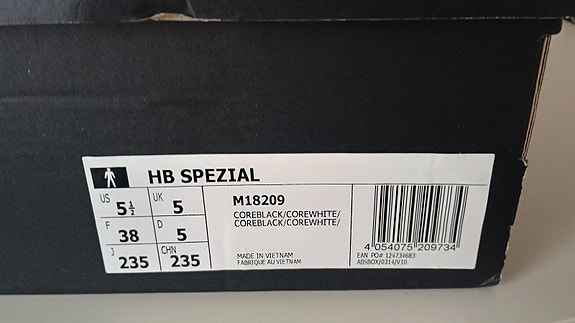 HB SPEZIAL
US 5½ UK 5
F 38 D 5
J 235 CHN 235
M18209
COREBLACK/COREWHITE/
COREBLACK/COREWHITE/
MADE IN VIETNAM
FABRIQUÉ AU VIETNAM
4 054075 209734
EAN PO# 124734683
ABSBOX/0314/V10